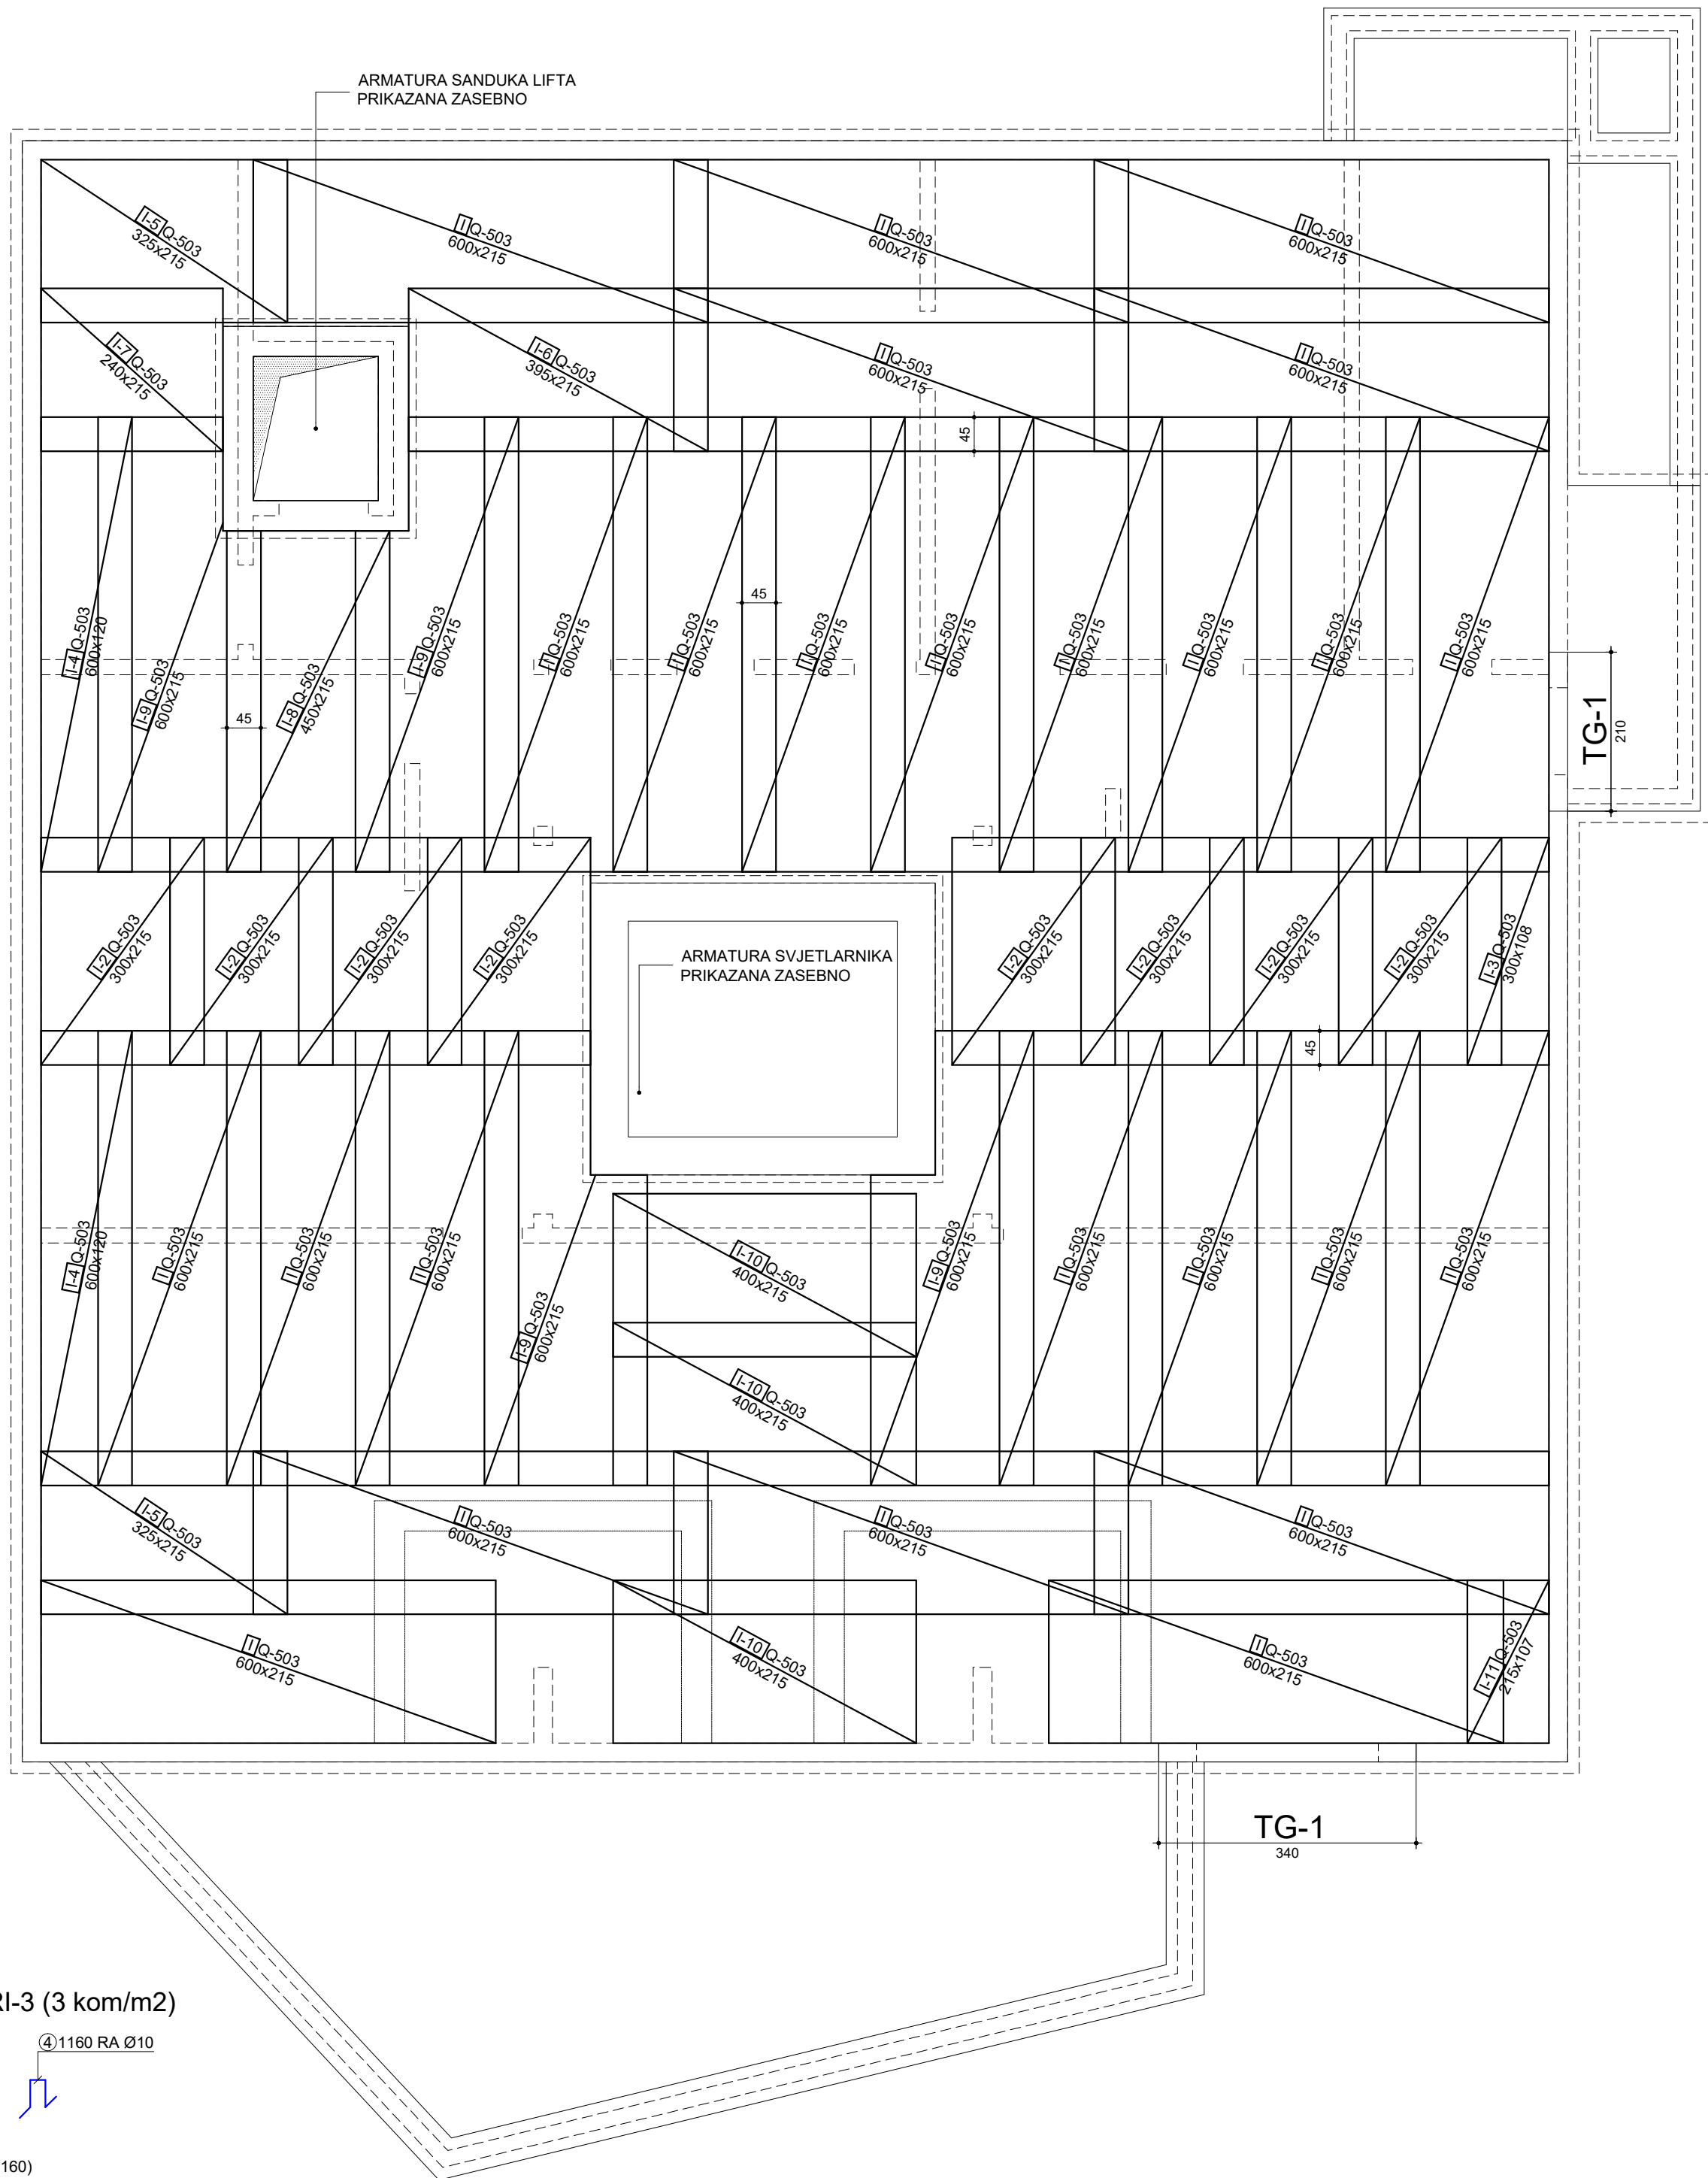 ARMATURA SANDUKA LIFTA
PRIKAZANA ZASEBNO
I-5 Q-503
325x215
I Q-503
600x215
I Q-503
600x215
I Q-503
600x215
I-7 Q-503
240x215
I-6 Q-503
395x215
I Q-503
600x215
I Q-503
600x215
45
45
I-4 Q-503
600x120
I-9 Q-503
600x215
45
I-8 Q-503
450x215
I-9 Q-503
600x215
I Q-503
600x215
I Q-503
600x215
I Q-503
600x215
I Q-503
600x215
I Q-503
600x215
I Q-503
600x215
I Q-503
600x215
I Q-503
600x215
TG-1
210
I-2 Q-503
300x215
I-2 Q-503
300x215
I-2 Q-503
300x215
I-2 Q-503
300x215
ARMATURA SVJETLARNIKA
PRIKAZANA ZASEBNO
I-2 Q-503
300x215
I-2 Q-503
300x215
I-2 Q-503
300x215
I-2 Q-503
300x215
I-3 Q-503
300x108
45
I-4 Q-503
600x120
I Q-503
600x215
I Q-503
600x215
I Q-503
600x215
I-9 Q-503
600x215
I-10 Q-503
400x215
I-10 Q-503
400x215
I-9 Q-503
600x215
I Q-503
600x215
I Q-503
600x215
I Q-503
600x215
I Q-503
600x215
I-5 Q-503
325x215
I Q-503
600x215
I Q-503
600x215
I Q-503
600x215
I Q-503
600x215
I-10 Q-503
400x215
I Q-503
600x215
I-11 Q-503
215x107
TG-1
340
RI-3 (3 kom/m2)
④1160 RA Ø10
160)